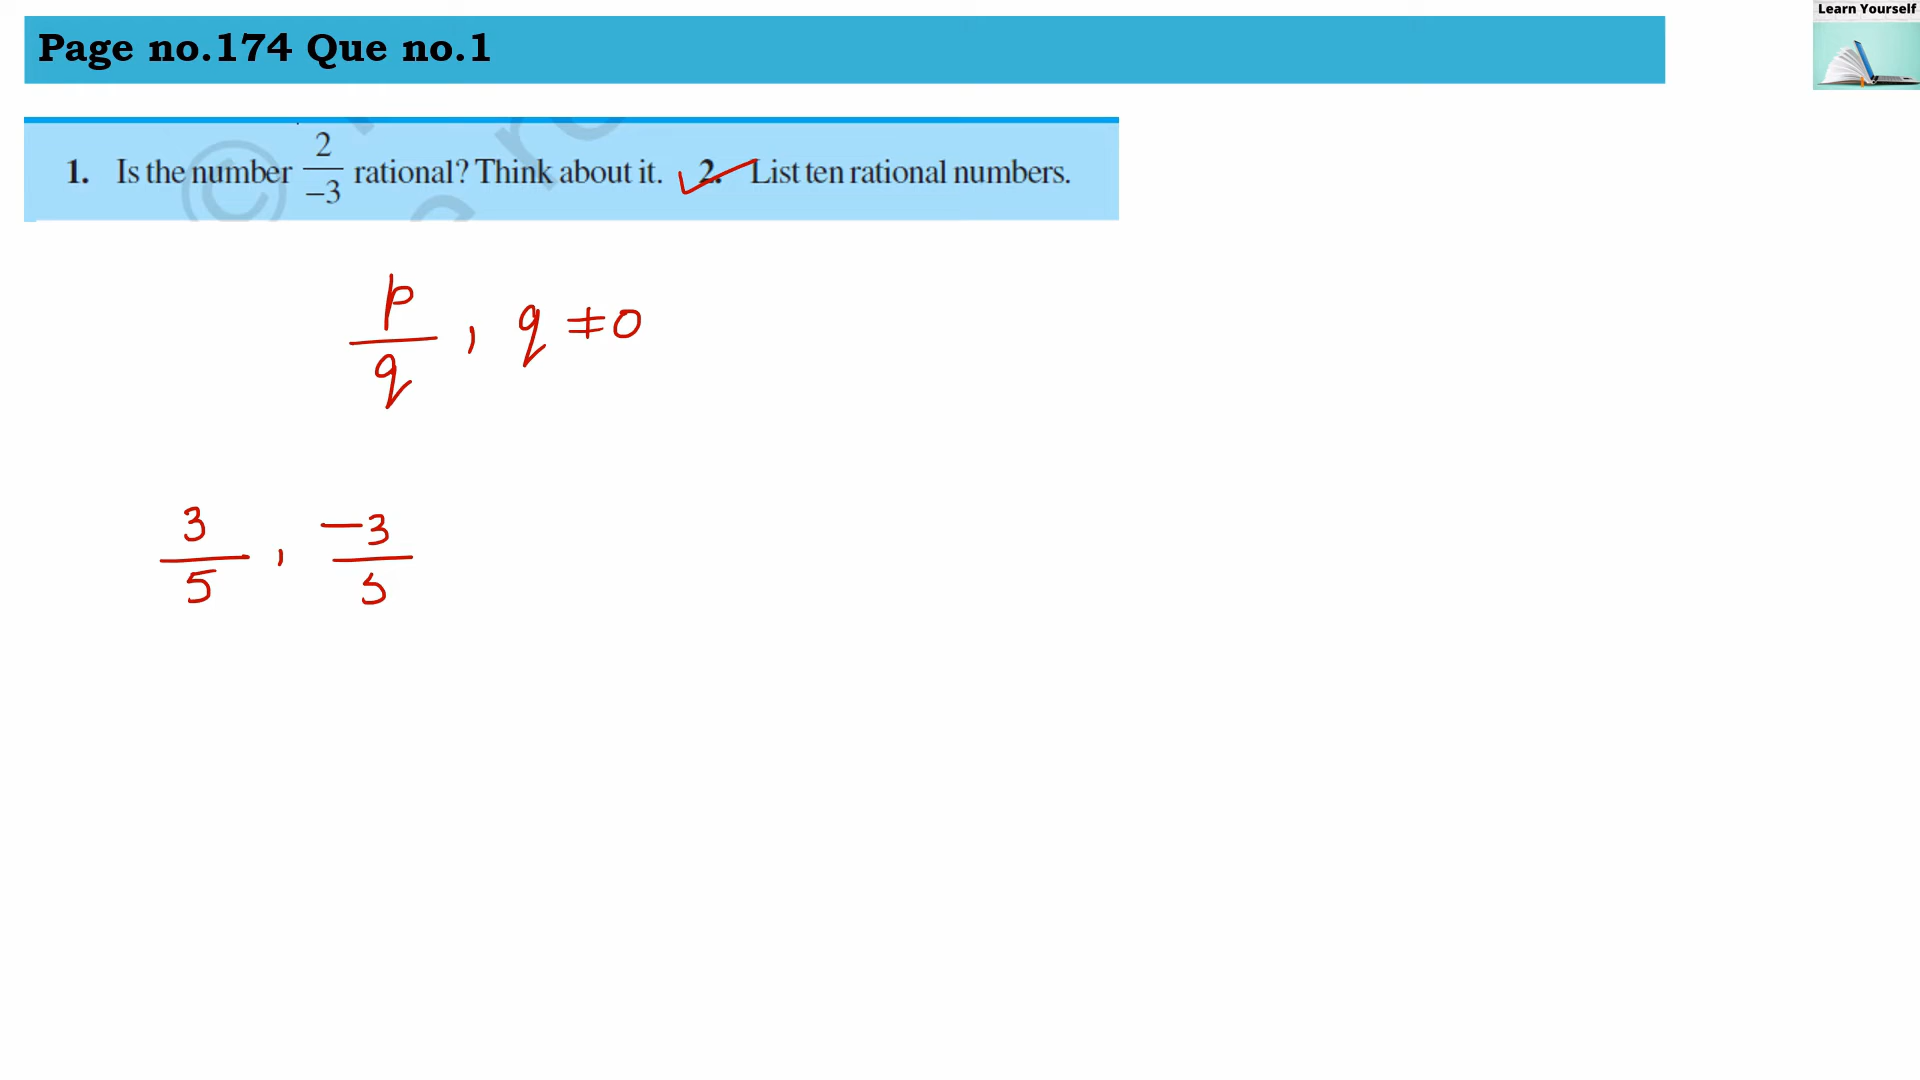 Learn Yourself
Page no.174 Que no.1
1. Is the number 2/-3 rational? Think about it. 2. List ten rational numbers.
p/q , q ≠ 0
3/5 , -3/5